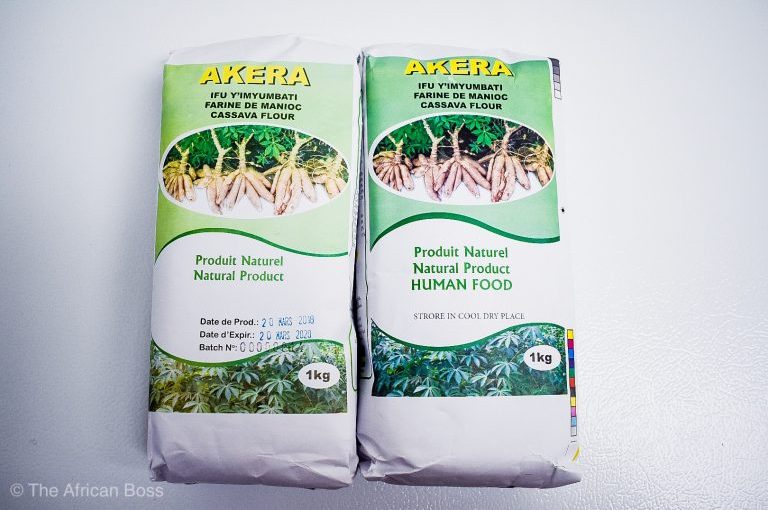 AKERA
IFU Y'IMYUMBATI
FARINE DE MANIOC
CASSAVA FLOUR
Produit Naturel
Natural Product
Date de Prod.: 20 MARS 2018
Date d'Expir.: 20 MARS 2020
Batch Nº:
1kg
AKERA
IFU Y'IMYUMBATI
FARINE DE MANIOC
CASSAVA FLOUR
Produit Naturel
Natural Product
HUMAN FOOD
STRORE IN COOL DRY PLACE
1kg
© The African Boss